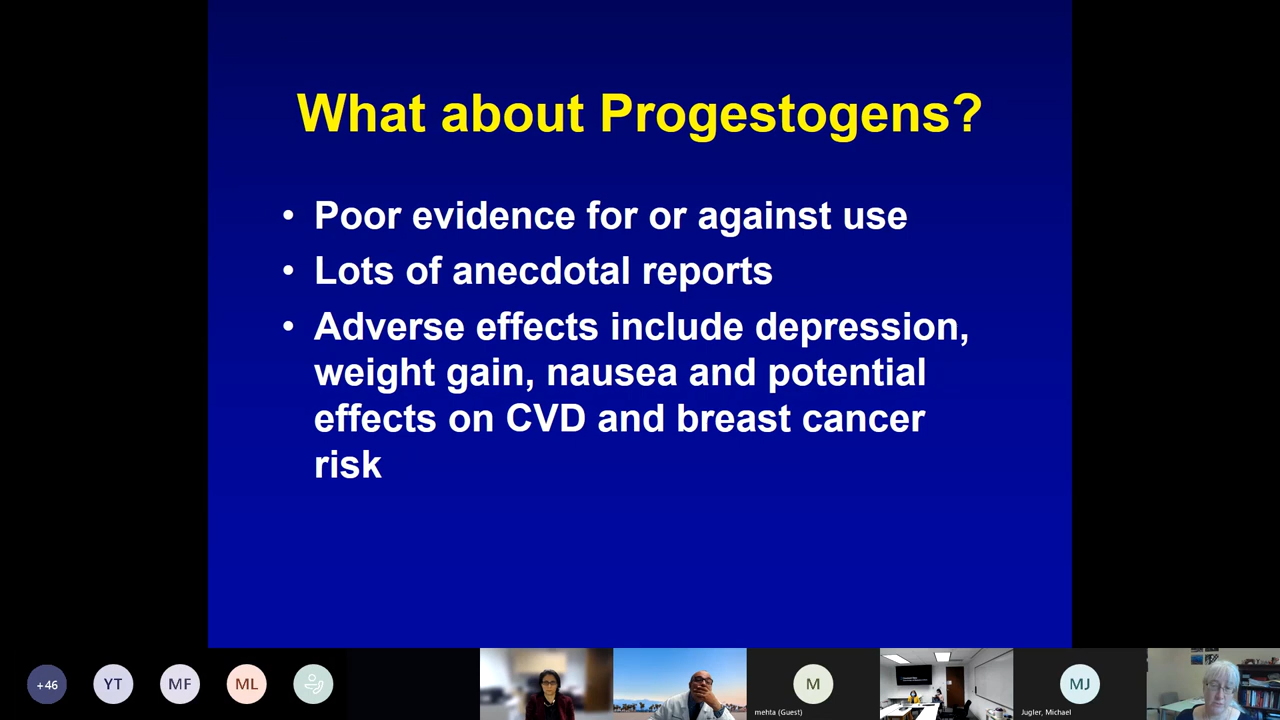 What about Progestogens?
• Poor evidence for or against use
• Lots of anecdotal reports
• Adverse effects include depression,
weight gain, nausea and potential
effects on CVD and breast cancer
risk
+46
YT
MF
ML
M
mehta (Guest)
MJ
Jugler, Michael